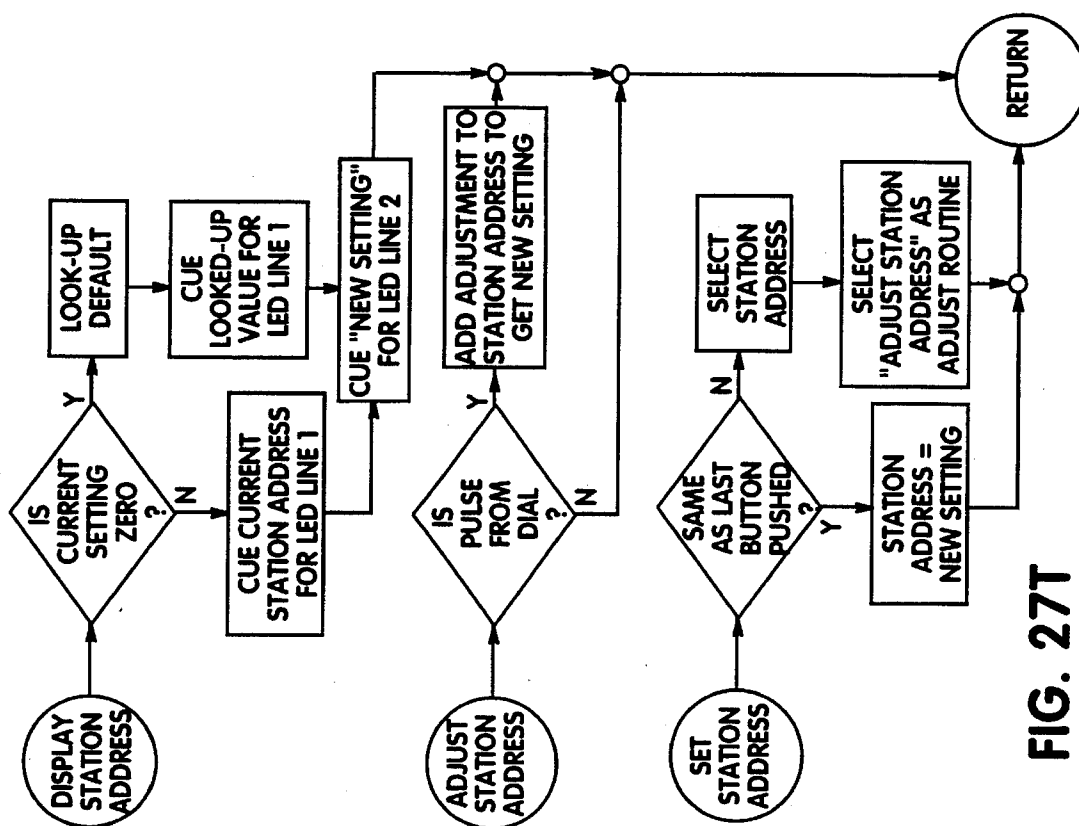 DISPLAY
STATION
ADDRESS
IS
CURRENT
SETTING
ZERO
?
Y
N
LOOK-UP
DEFAULT
CUE
LOOKED-UP
VALUE FOR
LED LINE 1
CUE CURRENT
STATION ADDRESS
FOR LED LINE 1
CUE "NEW SETTING"
FOR LED LINE 2
ADJUST
STATION
ADDRESS
IS
PULSE
FROM
DIAL
?
Y
N
ADD ADJUSTMENT TO
STATION ADDRESS TO
GET NEW SETTING
SET
STATION
ADDRESS
SAME
AS LAST
BUTTON
PUSHED
?
N
Y
SELECT
STATION
ADDRESS
SELECT
"ADJUST STATION
ADDRESS" AS
ADJUST ROUTINE
STATION
ADDRESS =
NEW SETTING
RETURN
FIG. 27T